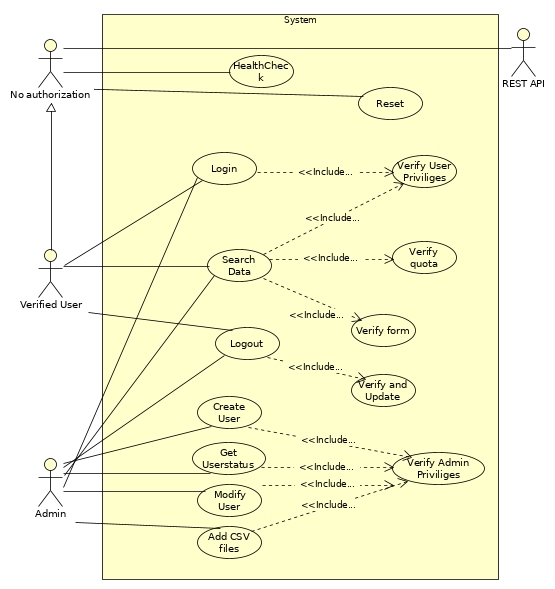 System
HealthChec
k
No authorization
REST API
Reset
Login
<<Include...
Verify User
Priviliges
<<Include...
Search
Data
<<Include...
Verify
quota
Verified User
<<Include...
Verify form
Logout
<<Include...
Verify and
Update
Create
User
<<Include...
Get
Userstatus
<<Include...
Verify Admin
Priviliges
<<Include...
Modify
User
<<Include...
Admin
Add CSV
files